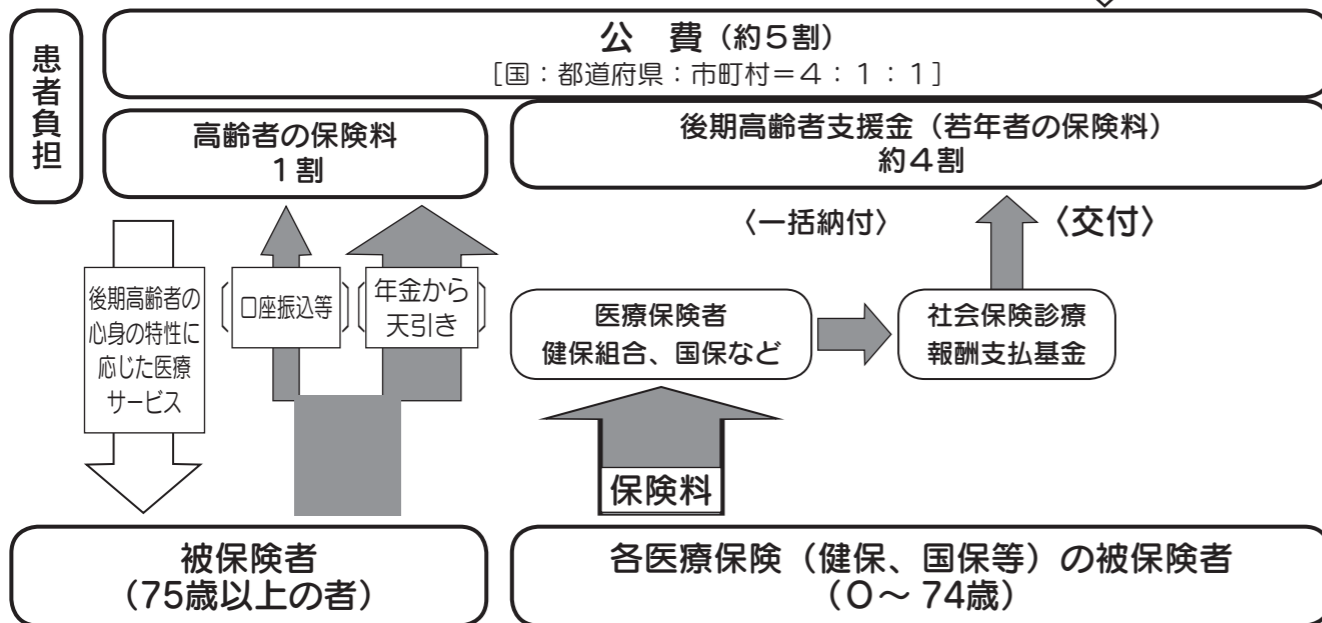 患者負担
公　費（約５割）
［国：都道府県：市町村＝４：１：１］
高齢者の保険料
１割
後期高齢者支援金（若年者の保険料）
約４割
〈一括納付〉
〈交付〉
後期高齢者の
心身の特性に
応じた医療
サービス
口座振込等
年金から
天引き
医療保険者
健保組合、国保など
社会保険診療
報酬支払基金
保険料
被保険者
（75歳以上の者）
各医療保険（健保、国保等）の被保険者
（０～ 74歳）